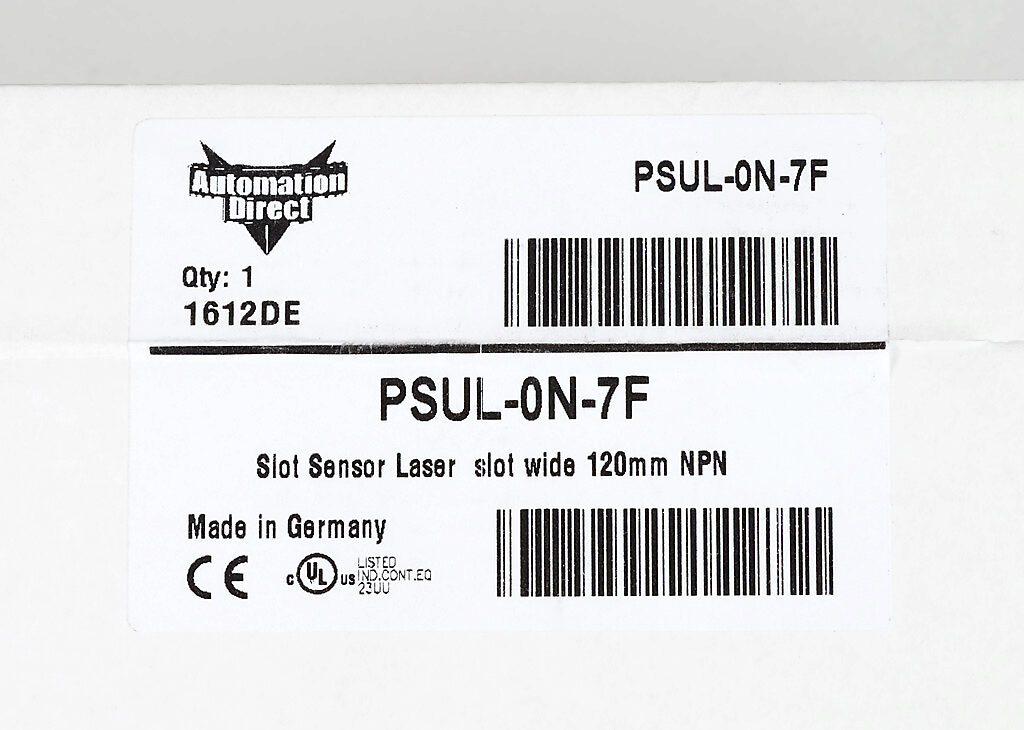 Automation
Direct
PSUL-0N-7F
Qty: 1
1612DE
PSUL-0N-7F
Slot Sensor Laser slot wide 120mm NPN
Made in Germany
CE
c UL US LISTED
IND.CONT.EQ
23UU